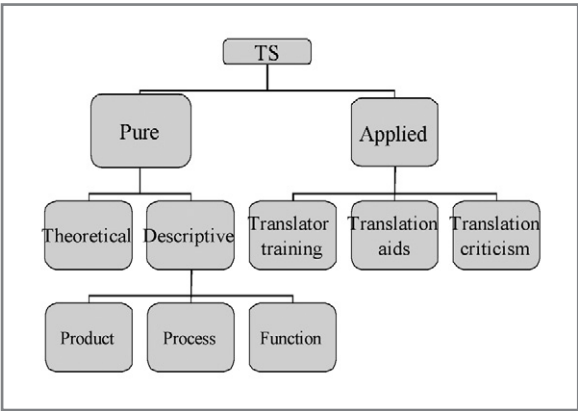 TS
Pure
Applied
Theoretical
Descriptive
Translator
training
Translation
aids
Translation
criticism
Product
Process
Function